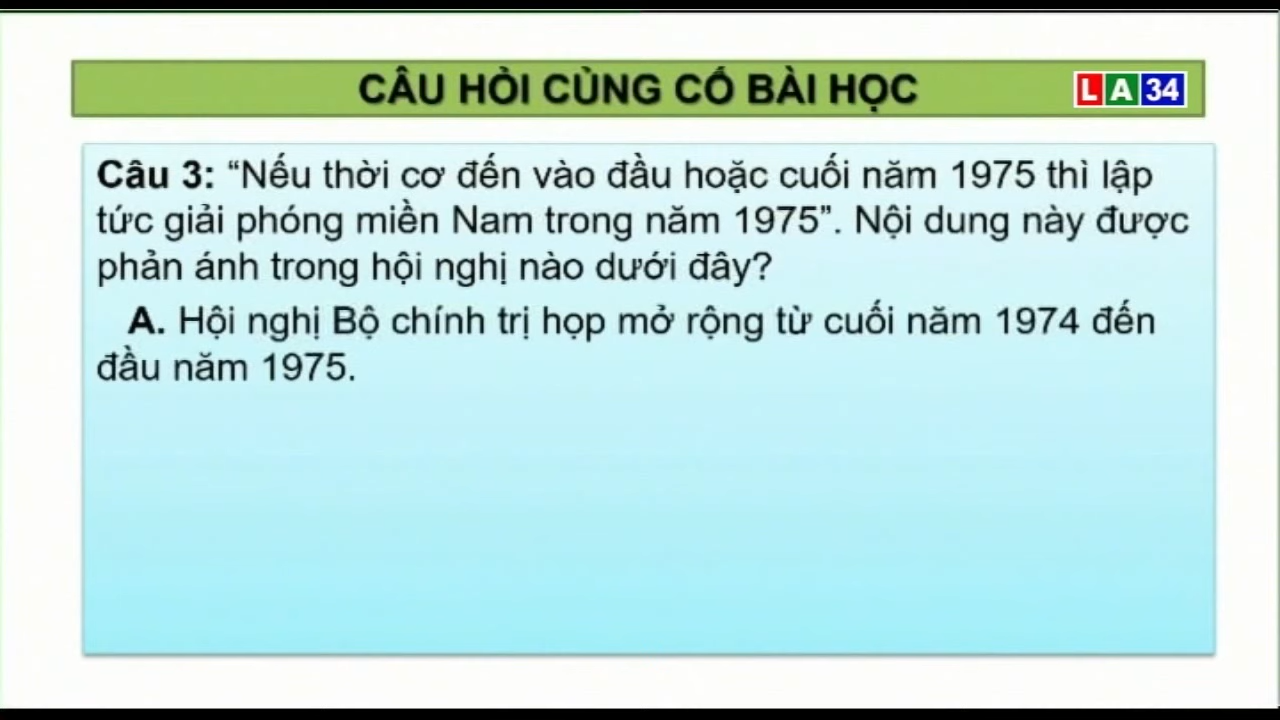 CÂU HỎI CỦNG CỐ BÀI HỌC
LA34
Câu 3: “Nếu thời cơ đến vào đầu hoặc cuối năm 1975 thì lập
tức giải phóng miền Nam trong năm 1975”. Nội dung này được
phản ánh trong hội nghị nào dưới đây?
A. Hội nghị Bộ chính trị họp mở rộng từ cuối năm 1974 đến
đầu năm 1975.